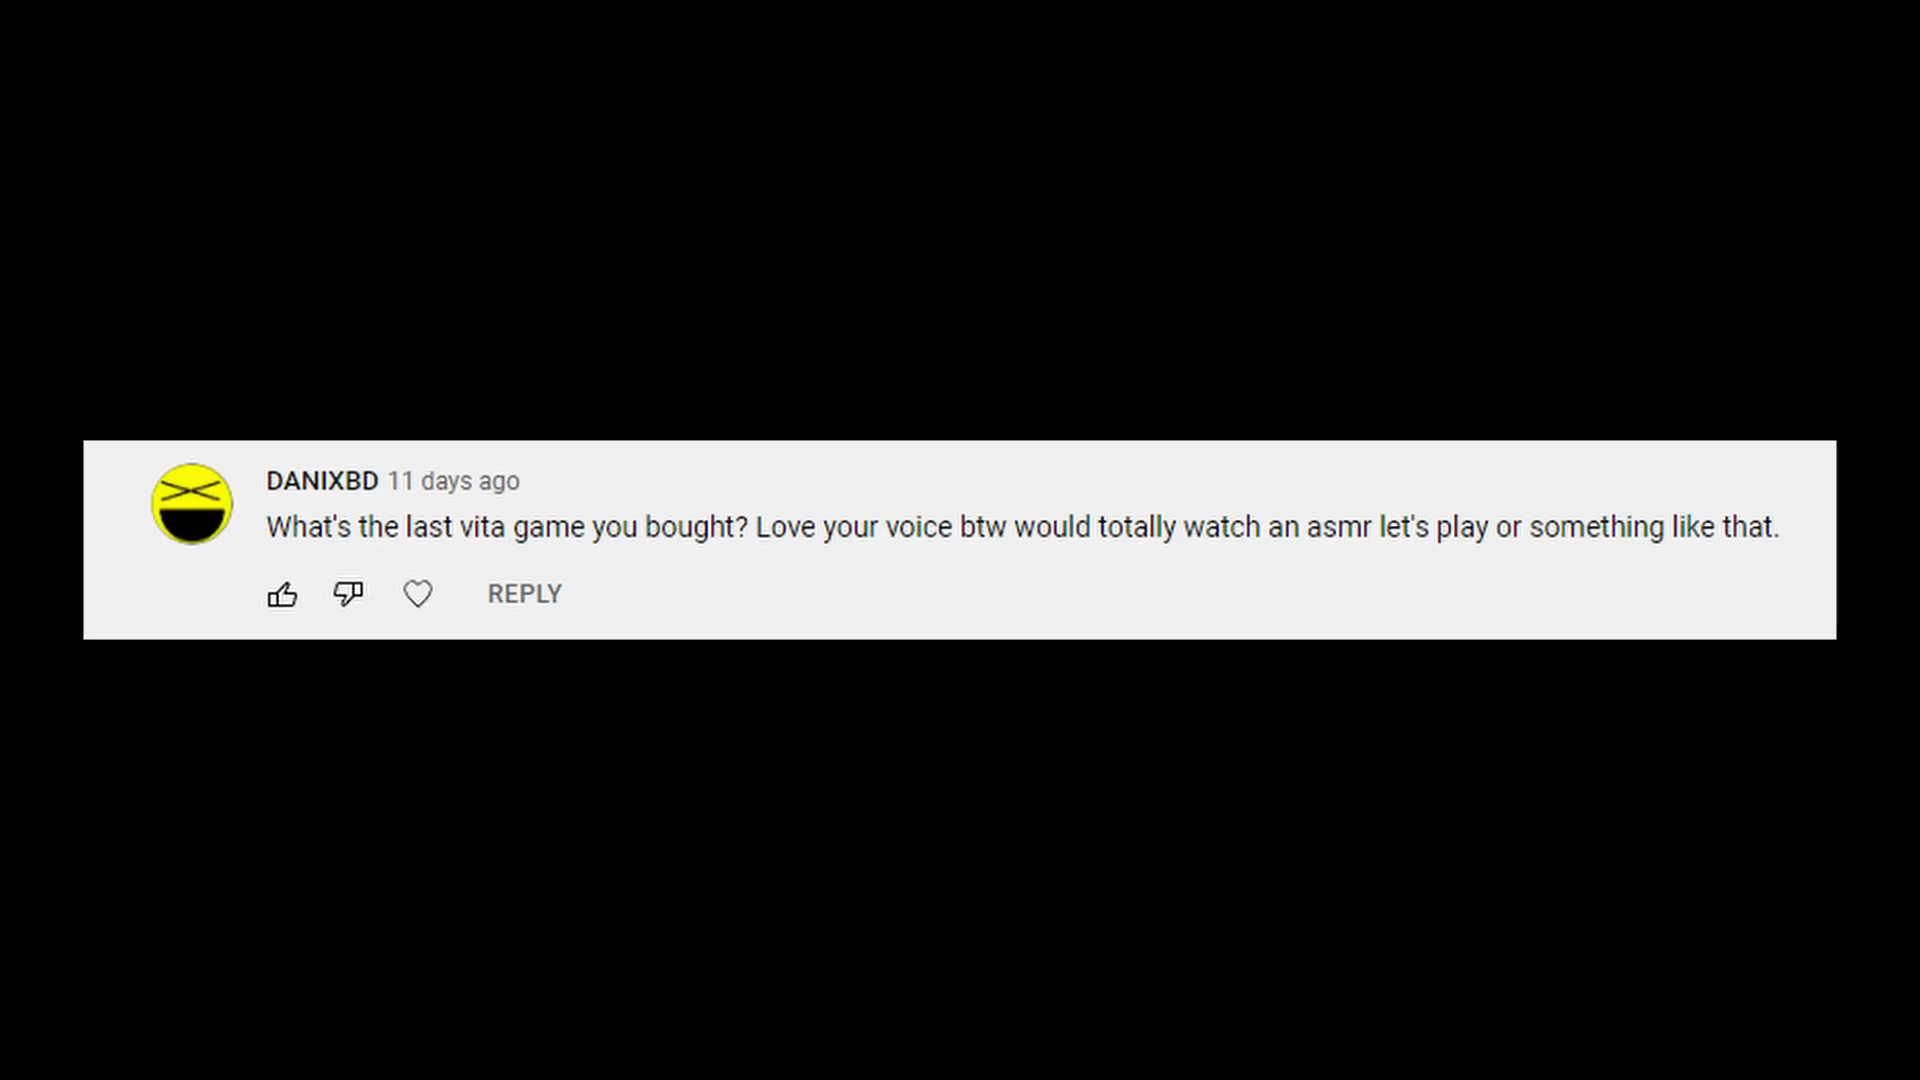 DANIXBD 11 days ago
What's the last vita game you bought? Love your voice btw would totally watch an asmr let's play or something like that.
REPLY